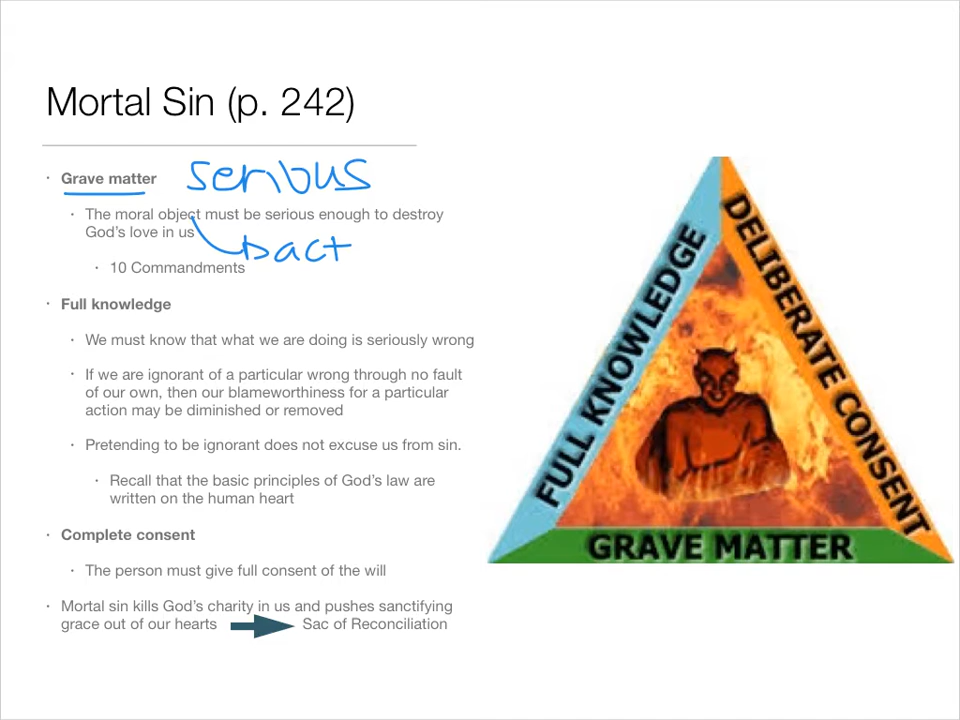 Mortal Sin (p. 242)
· Grave matter serious
· The moral object must be serious enough to destroy
God's love in us
act
· 10 Commandments
· Full knowledge
· We must know that what we are doing is seriously wrong
· If we are ignorant of a particular wrong through no fault
of our own, then our blameworthiness for a particular
action may be diminished or removed
· Pretending to be ignorant does not excuse us from sin.
· Recall that the basic principles of God's law are
written on the human heart
· Complete consent
· The person must give full consent of the will
· Mortal sin kills God's charity in us and pushes sanctifying
grace out of our hearts Sac of Reconciliation
FULL KNOWLEDGE
DELIBERATE CONSENT
GRAVE MATTER